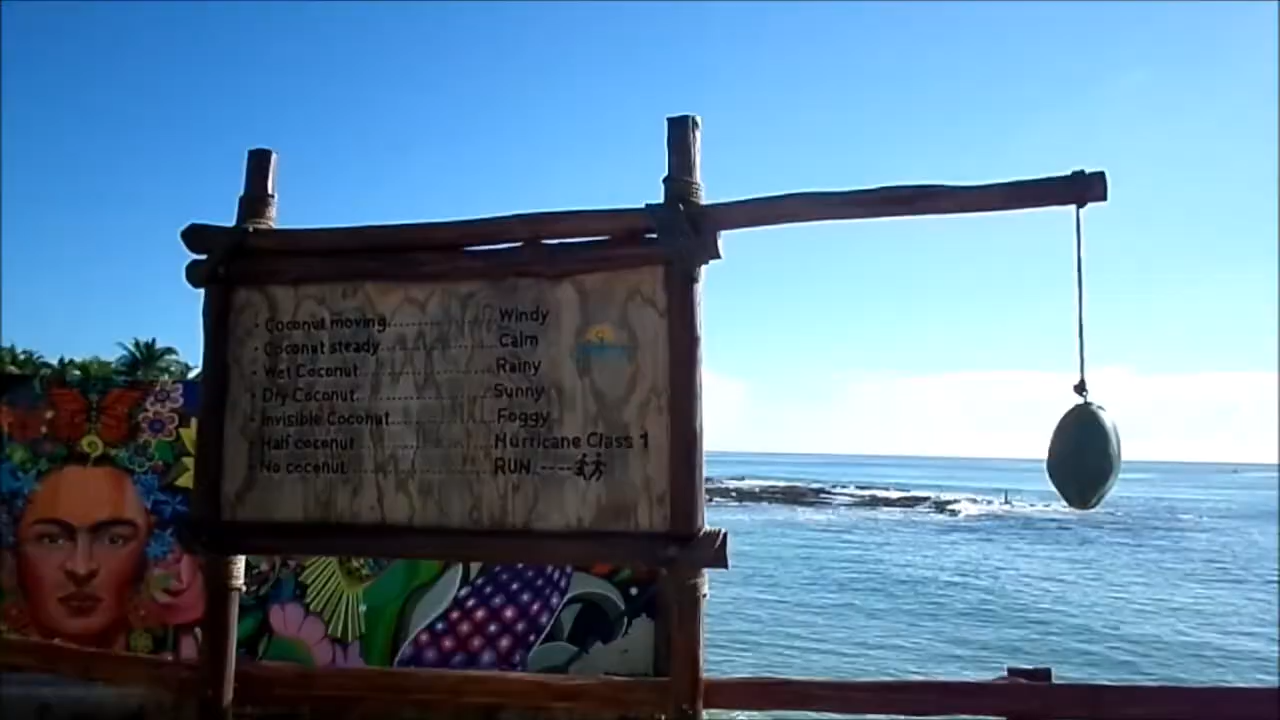 · Coconut moving..............Windy
· Coconut steady..............Calm
· Wet Coconut..................Rainy
· Dry Coconut..................Sunny
· Invisible Coconut............Foggy
· Half coconut..................Hurricane Class 1
· No coconut...................RUN.----